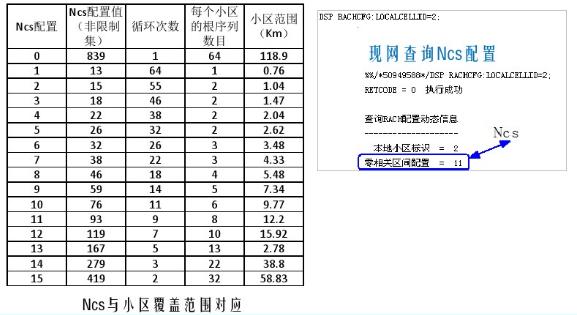 Ncs配置 Ncs配置值（非限制集） 循环次数 每个小区的根序列数目 小区范围（Km）
0 839 1 64 118.9
1 13 64 1 0.76
2 15 55 2 1.04
3 18 46 2 1.47
4 22 38 2 2.04
5 26 32 2 2.62
6 32 26 3 3.48
7 38 22 3 4.33
8 46 18 4 5.48
9 59 14 5 7.34
10 76 11 6 9.77
11 93 9 8 12.2
12 119 7 10 15.92
13 167 5 13 2.78
14 279 3 22 38.8
15 419 2 32 58.83
Ncs与小区覆盖范围对应
DSP RACHCFG:LOCALCELLID=2;
现网查询Ncs配置
%%/*50949588*/DSP RACHCFG:LOCALCELLID=2;
RETCODE = 0 执行成功
查询RACH配置动态信息
--------------------
Ncs
本地小区标识 = 2
零相关区间配置 = 11